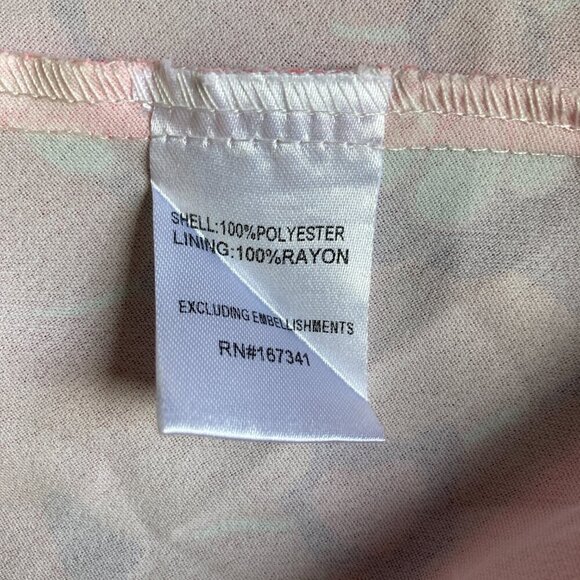 SHELL:100%POLYESTER
LINING:100%RAYON
EXCLUDING EMBELLISHMENTS
RN#167341